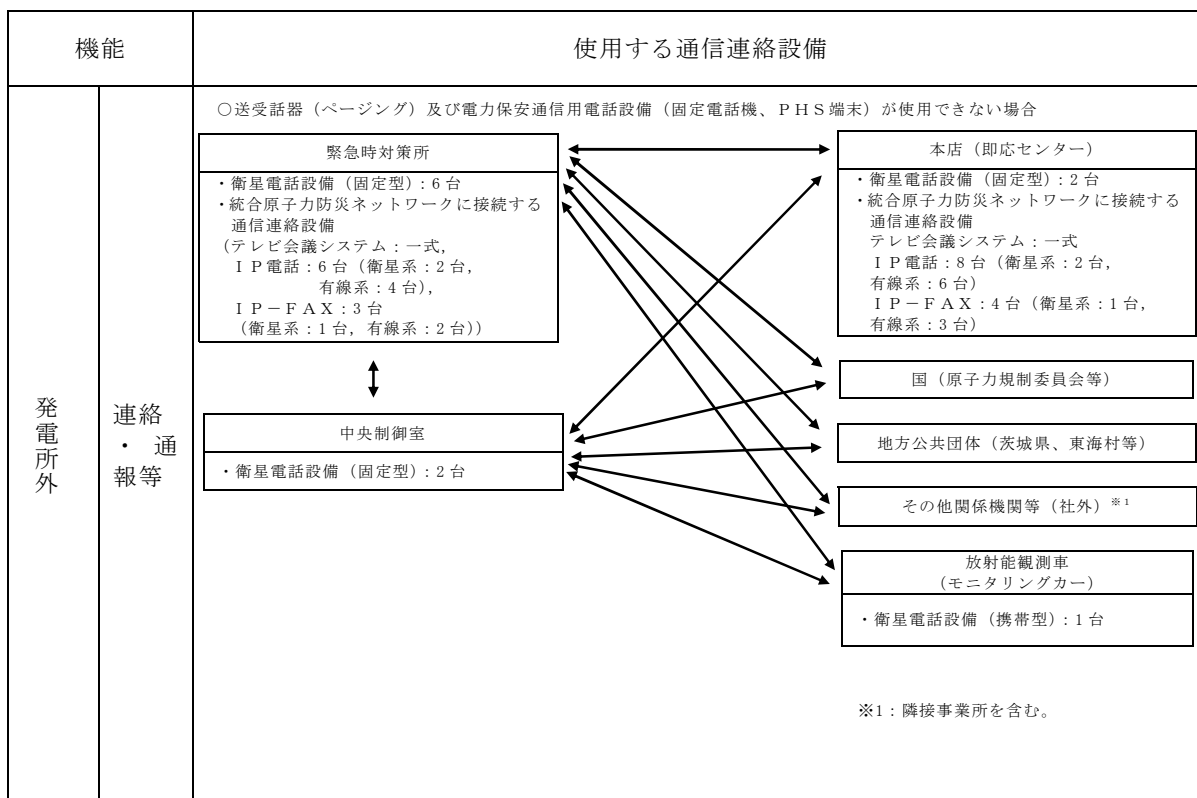 機能
使用する通信連絡設備
発電所外
連絡
・　通
報等
○送受話器（ページング）及び電力保安通信用電話設備（固定電話機、ＰＨＳ端末）が使用できない場合
緊急時対策所
・衛星電話設備（固定型）：6台
・統合原子力防災ネットワークに接続する
通信連絡設備
（テレビ会議システム：一式，
ＩＰ電話：6台（衛星系：2台，
有線系：4台），
ＩＰ－ＦＡＸ：3台
（衛星系：1台，有線系：2台））
中央制御室
・衛星電話設備（固定型）：2台
本店（即応センター）
・衛星電話設備（固定型）：2台
・統合原子力防災ネットワークに接続する
通信連絡設備
テレビ会議システム：一式
ＩＰ電話：8台（衛星系：2台，
有線系：6台）
ＩＰ－ＦＡＸ：4台（衛星系：1台，
有線系：3台）
国（原子力規制委員会等）
地方公共団体（茨城県、東海村等）
その他関係機関等（社外）※1
放射能観測車
（モニタリングカー）
・衛星電話設備（携帯型）：1台
※1：隣接事業所を含む。